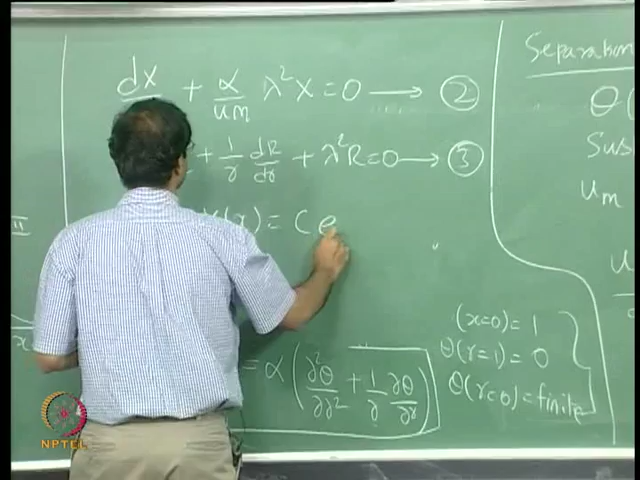 dX + α/um λ²X = 0 → ②
+ 1/r dR/dr + λ²R = 0 → ③
X(x) = C e
= α(∂²θ/∂r² + 1/r ∂θ/∂r)
Separation
θ(
Sus
um
u
(x=0) = 1
θ(r=1) = 0
θ(r=0) = finite
II
x
NPTEL